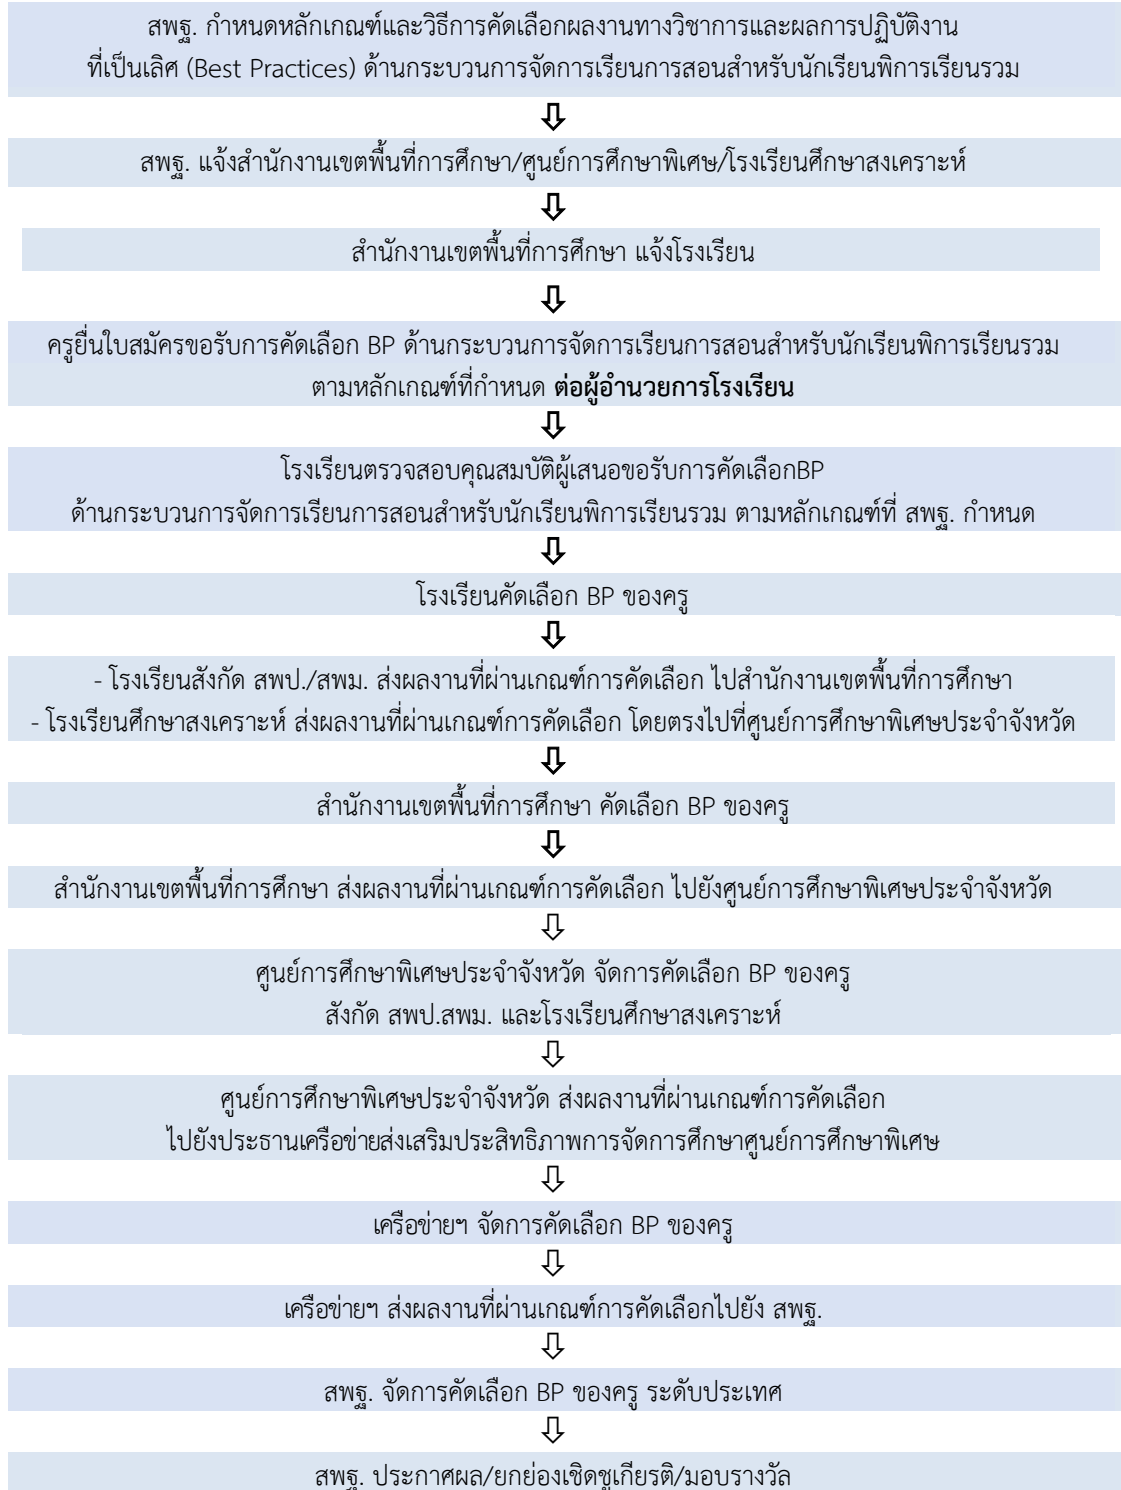 สพฐ. กำหนดหลักเกณฑ์และวิธีการคัดเลือกผลงานทางวิชาการและผลการปฏิบัติงาน
ที่เป็นเลิศ (Best Practices) ด้านกระบวนการจัดการเรียนการสอนสำหรับนักเรียนพิการเรียนรวม
สพฐ. แจ้งสำนักงานเขตพื้นที่การศึกษา/ศูนย์การศึกษาพิเศษ/โรงเรียนศึกษาสงเคราะห์
สำนักงานเขตพื้นที่การศึกษา แจ้งโรงเรียน
ครูยื่นใบสมัครขอรับการคัดเลือก BP ด้านกระบวนการจัดการเรียนการสอนสำหรับนักเรียนพิการเรียนรวม
ตามหลักเกณฑ์ที่กำหนด ต่อผู้อำนวยการโรงเรียน
โรงเรียนตรวจสอบคุณสมบัติผู้เสนอขอรับการคัดเลือกBP
ด้านกระบวนการจัดการเรียนการสอนสำหรับนักเรียนพิการเรียนรวม ตามหลักเกณฑ์ที่ สพฐ. กำหนด
โรงเรียนคัดเลือก BP ของครู
- โรงเรียนสังกัด สพป./สพม. ส่งผลงานที่ผ่านเกณฑ์การคัดเลือก ไปสำนักงานเขตพื้นที่การศึกษา
- โรงเรียนศึกษาสงเคราะห์ ส่งผลงานที่ผ่านเกณฑ์การคัดเลือก โดยตรงไปที่ศูนย์การศึกษาพิเศษประจำจังหวัด
สำนักงานเขตพื้นที่การศึกษา คัดเลือก BP ของครู
สำนักงานเขตพื้นที่การศึกษา ส่งผลงานที่ผ่านเกณฑ์การคัดเลือก ไปยังศูนย์การศึกษาพิเศษประจำจังหวัด
ศูนย์การศึกษาพิเศษประจำจังหวัด จัดการคัดเลือก BP ของครู
สังกัด สพป.สพม. และโรงเรียนศึกษาสงเคราะห์
ศูนย์การศึกษาพิเศษประจำจังหวัด ส่งผลงานที่ผ่านเกณฑ์การคัดเลือก
ไปยังประธานเครือข่ายส่งเสริมประสิทธิภาพการจัดการศึกษาศูนย์การศึกษาพิเศษ
เครือข่ายฯ จัดการคัดเลือก BP ของครู
เครือข่ายฯ ส่งผลงานที่ผ่านเกณฑ์การคัดเลือกไปยัง สพฐ.
สพฐ. จัดการคัดเลือก BP ของครู ระดับประเทศ
สพฐ. ประกาศผล/ยกย่องเชิดชูเกียรติ/มอบรางวัล